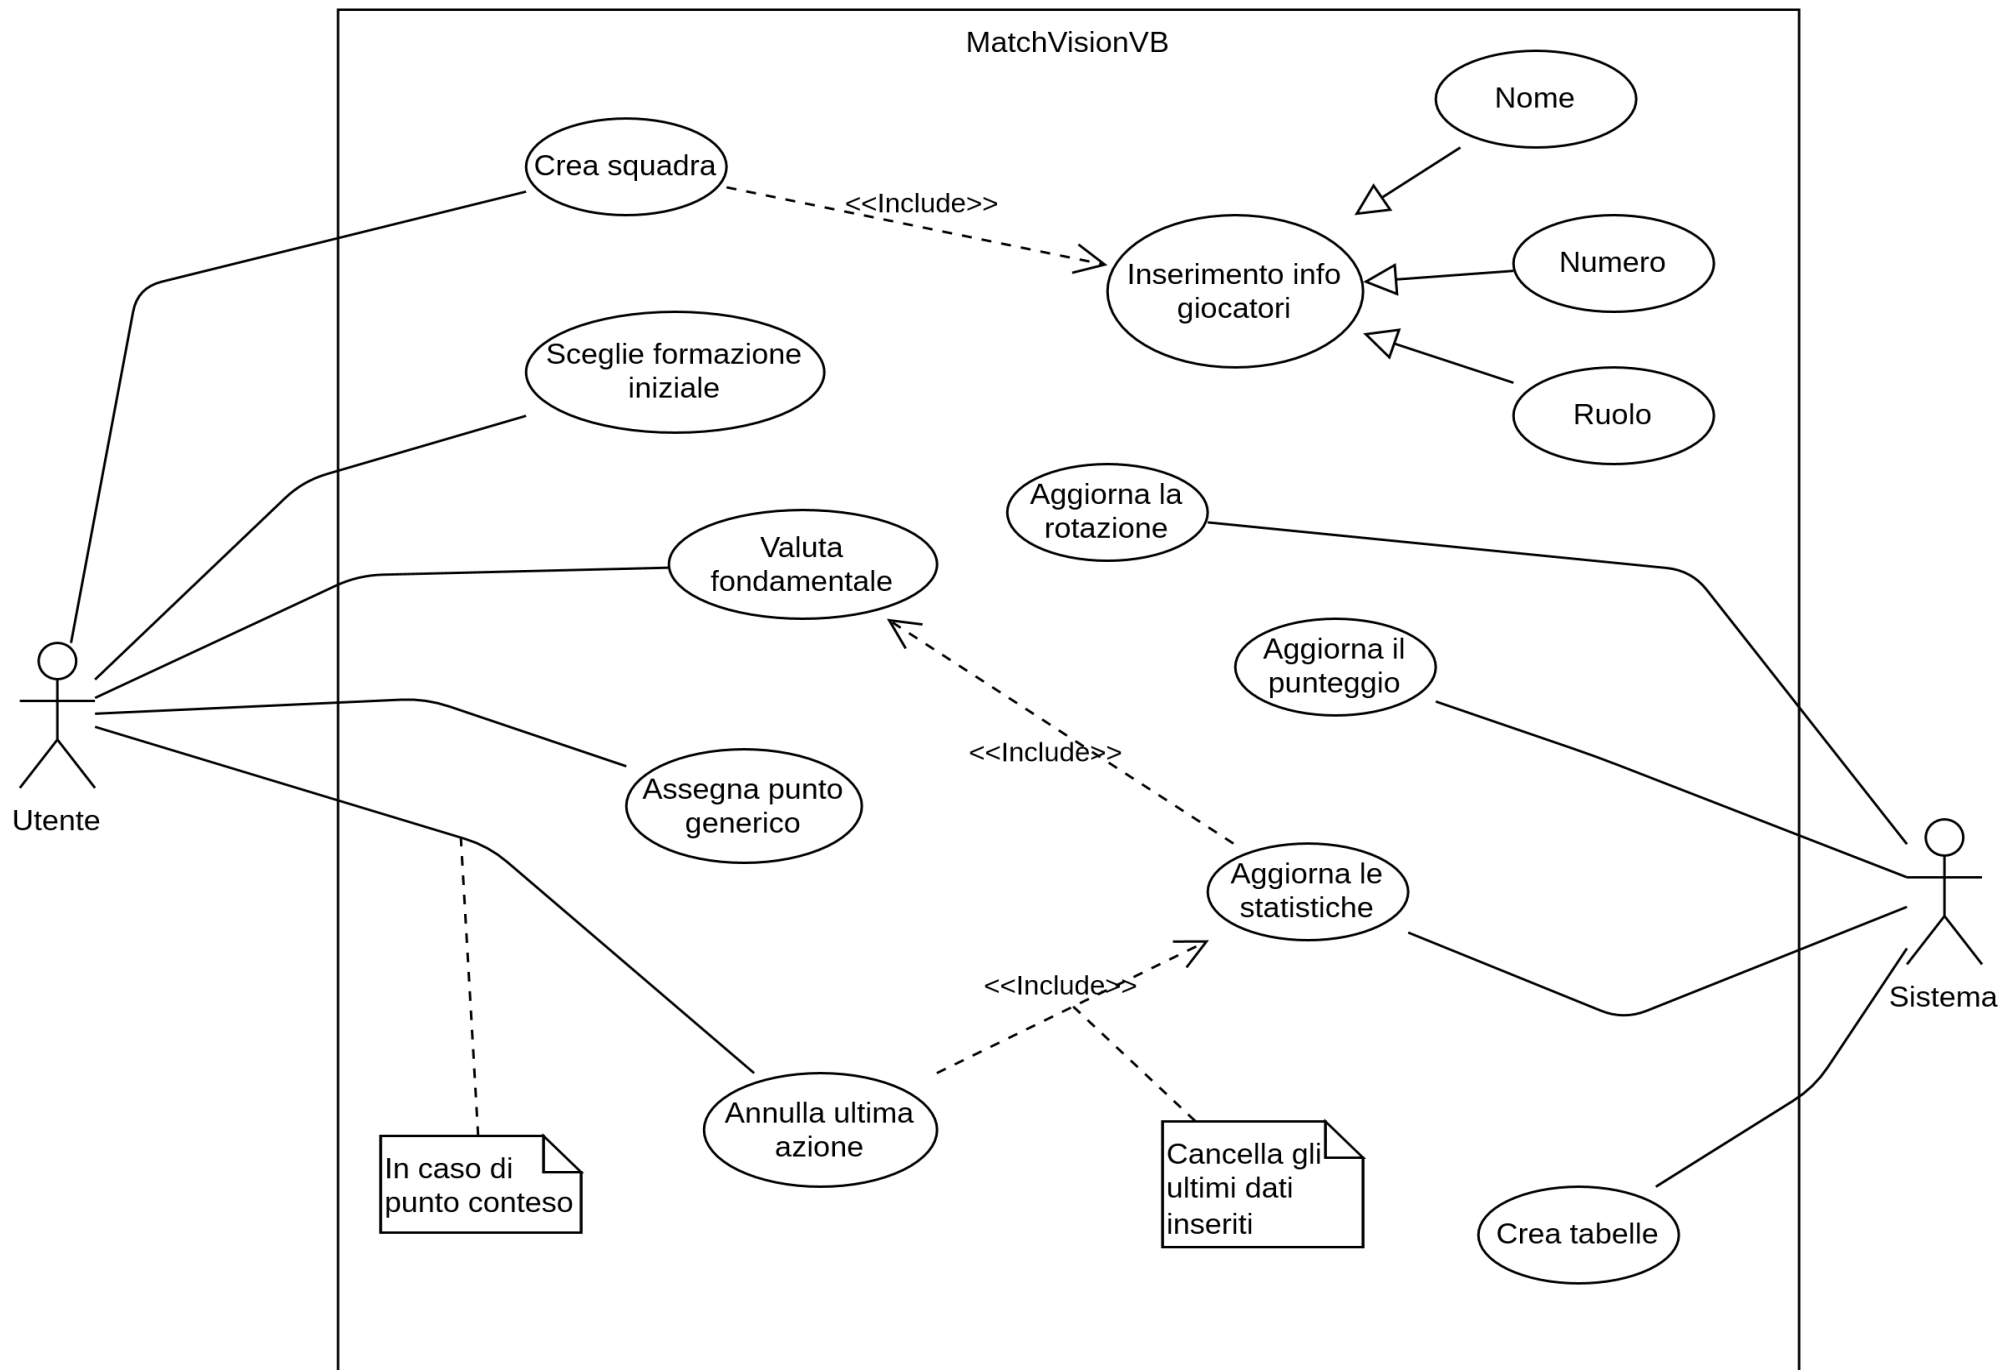 MatchVisionVB
Nome
Crea squadra
<<Include>>
Inserimento info
giocatori
Numero
Sceglie formazione
iniziale
Ruolo
Aggiorna la
rotazione
Valuta
fondamentale
Aggiorna il
punteggio
<<Include>>
Assegna punto
generico
Utente
Aggiorna le
statistiche
<<Include>>
Sistema
Annulla ultima
azione
In caso di
punto conteso
Cancella gli
ultimi dati
inseriti
Crea tabelle